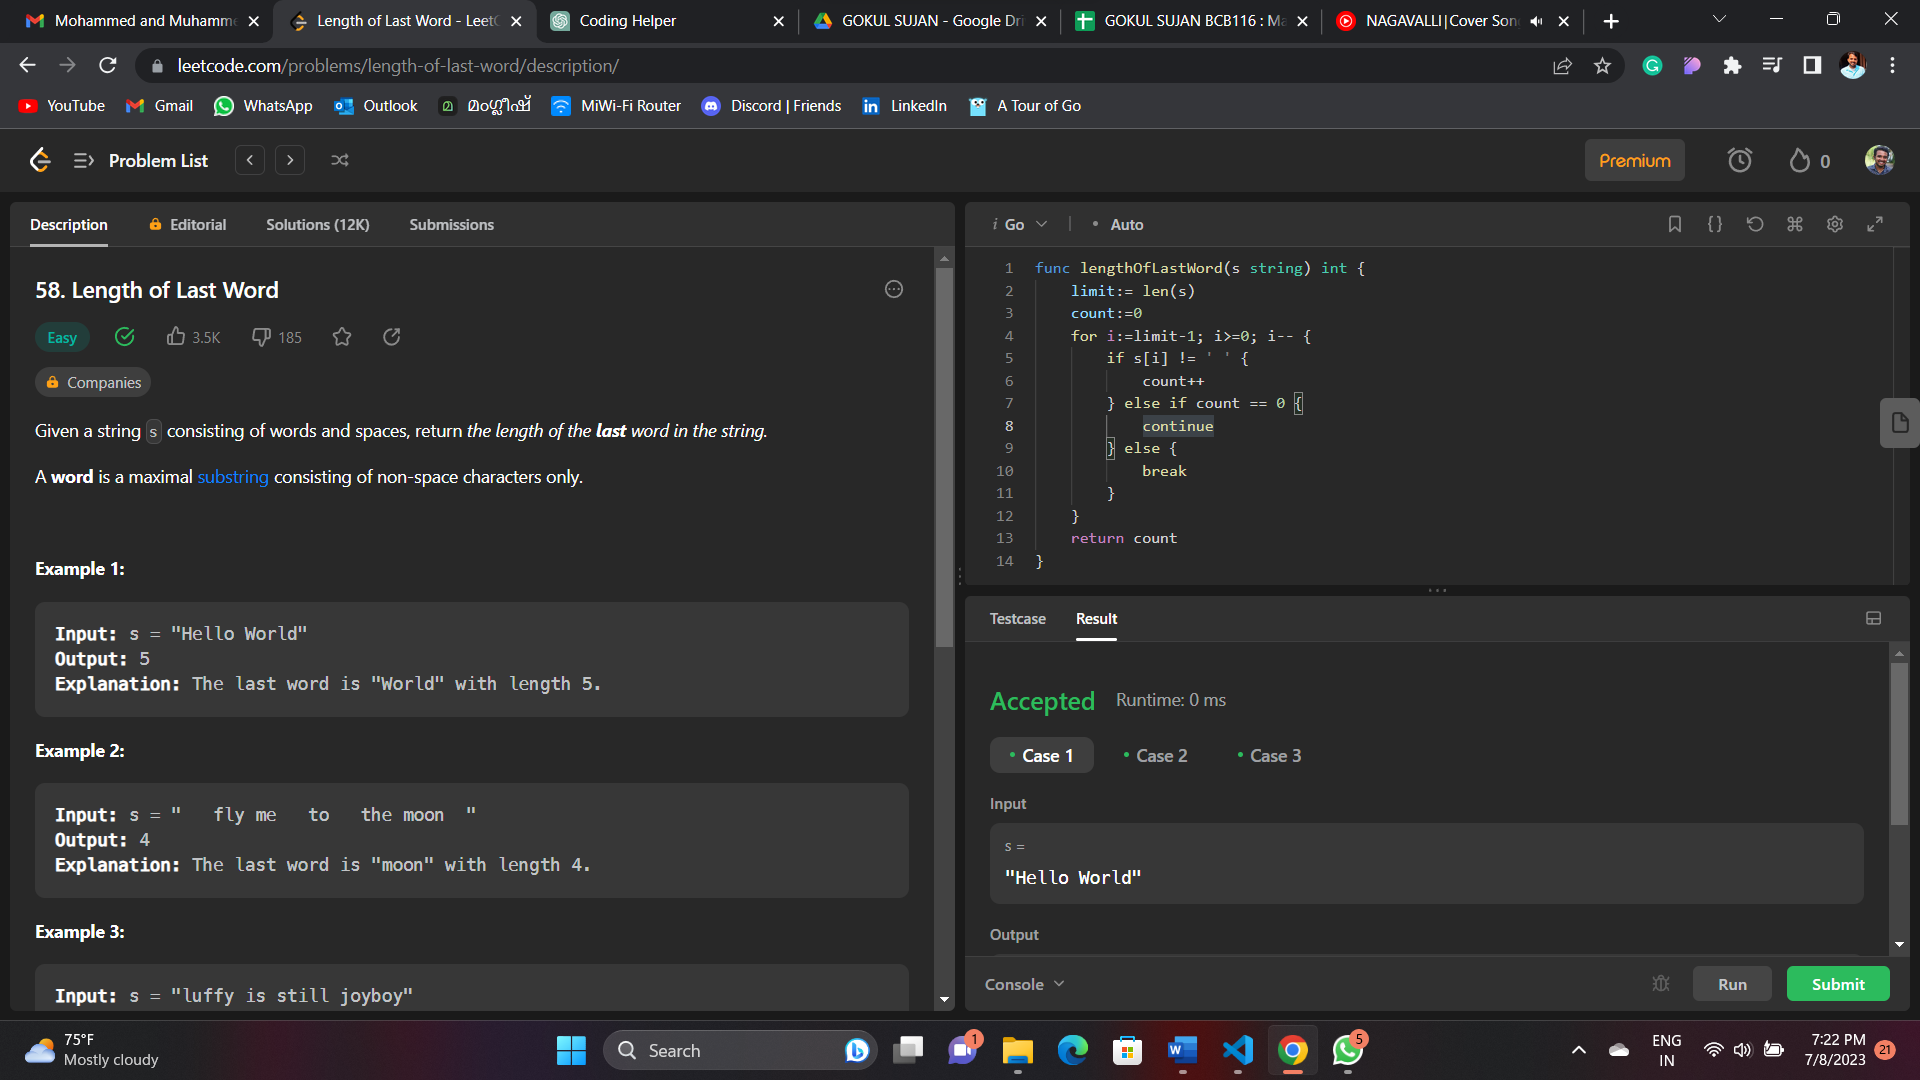 Mohammed and Muhamme
Length of Last Word - Leet
Coding Helper
GOKUL SUJAN - Google Dri
GOKUL SUJAN BCB116 : Ma
NAGAVALLI|Cover Son
leetcode.com/problems/length-of-last-word/description/
YouTube
Gmail
WhatsApp
Outlook
മംഗ്ലീഷ്
MiWi-Fi Router
Discord | Friends
LinkedIn
A Tour of Go
Problem List
Premium
0
Description
Editorial
Solutions (12K)
Submissions
58. Length of Last Word
Easy
3.5K
185
Companies
Given a string s consisting of words and spaces, return the length of the last word in the string.
A word is a maximal substring consisting of non-space characters only.
Example 1:
Input: s = "Hello World"
Output: 5
Explanation: The last word is "World" with length 5.
Example 2:
Input: s = "   fly me   to   the moon  "
Output: 4
Explanation: The last word is "moon" with length 4.
Example 3:
Input: s = "luffy is still joyboy"
i Go
• Auto
1 func lengthOfLastWord(s string) int {
2     limit:= len(s)
3     count:=0
4     for i:=limit-1; i>=0; i-- {
5         if s[i] != ' ' {
6             count++
7         } else if count == 0 {
8             continue
9         } else {
10             break
11         }
12     }
13     return count
14 }
Testcase
Result
Accepted
Runtime: 0 ms
• Case 1
• Case 2
• Case 3
Input
s =
"Hello World"
Output
Console
Run
Submit
75°F
Mostly cloudy
Search
1
5
ENG
IN
7:22 PM
7/8/2023
21